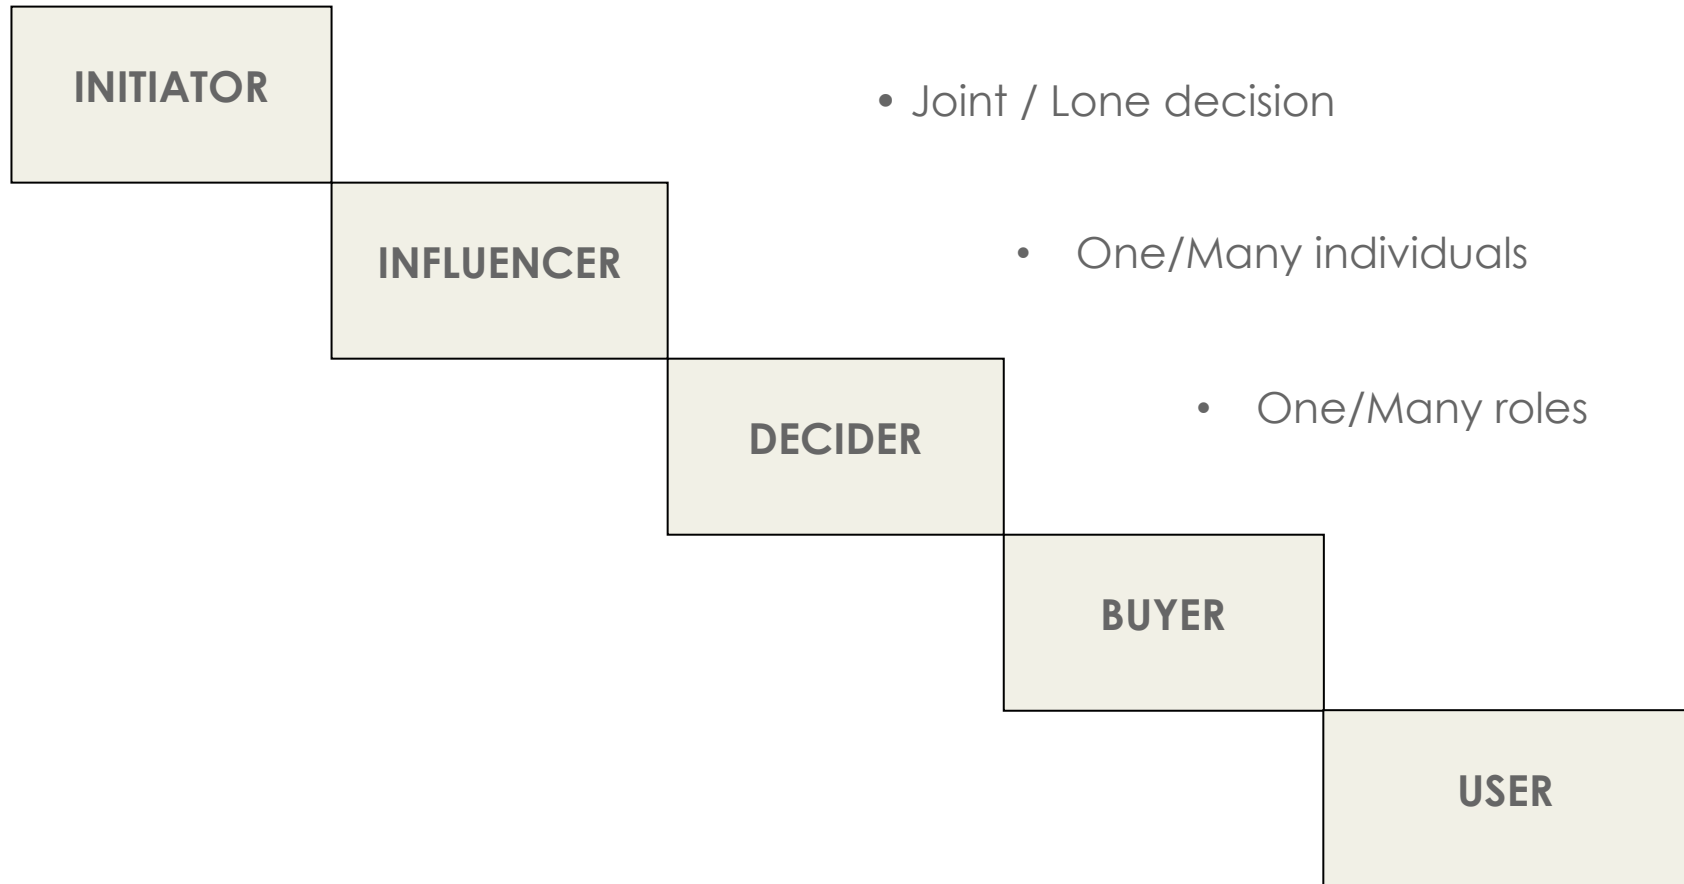 INITIATOR
• Joint / Lone decision
INFLUENCER
• One/Many individuals
DECIDER
• One/Many roles
BUYER
USER